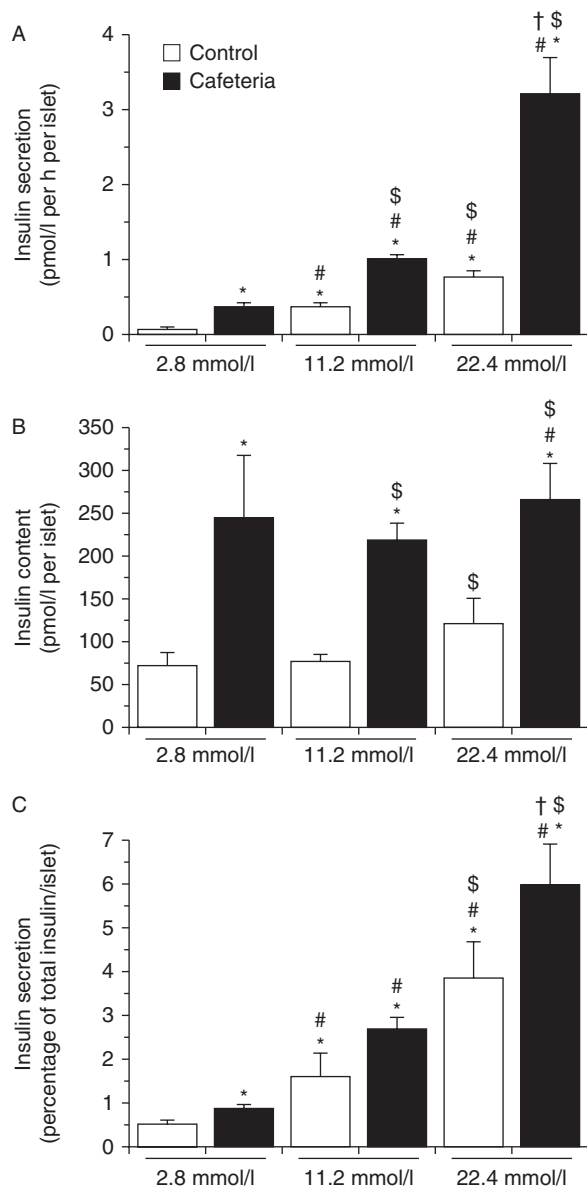 A
Insulin secretion
(pmol/l per h per islet)
4
3
2
1
0
Control
Cafeteria
*
#
*
$
#
*
$
#
*
† $
# *
2.8 mmol/l
11.2 mmol/l
22.4 mmol/l
B
Insulin content
(pmol/l per islet)
350
300
250
200
150
100
50
0
*
$
*
$
$
#
*
2.8 mmol/l
11.2 mmol/l
22.4 mmol/l
C
Insulin secretion
(percentage of total insulin/islet)
7
6
5
4
3
2
1
0
*
#
*
#
*
$
#
*
† $
# *
2.8 mmol/l
11.2 mmol/l
22.4 mmol/l